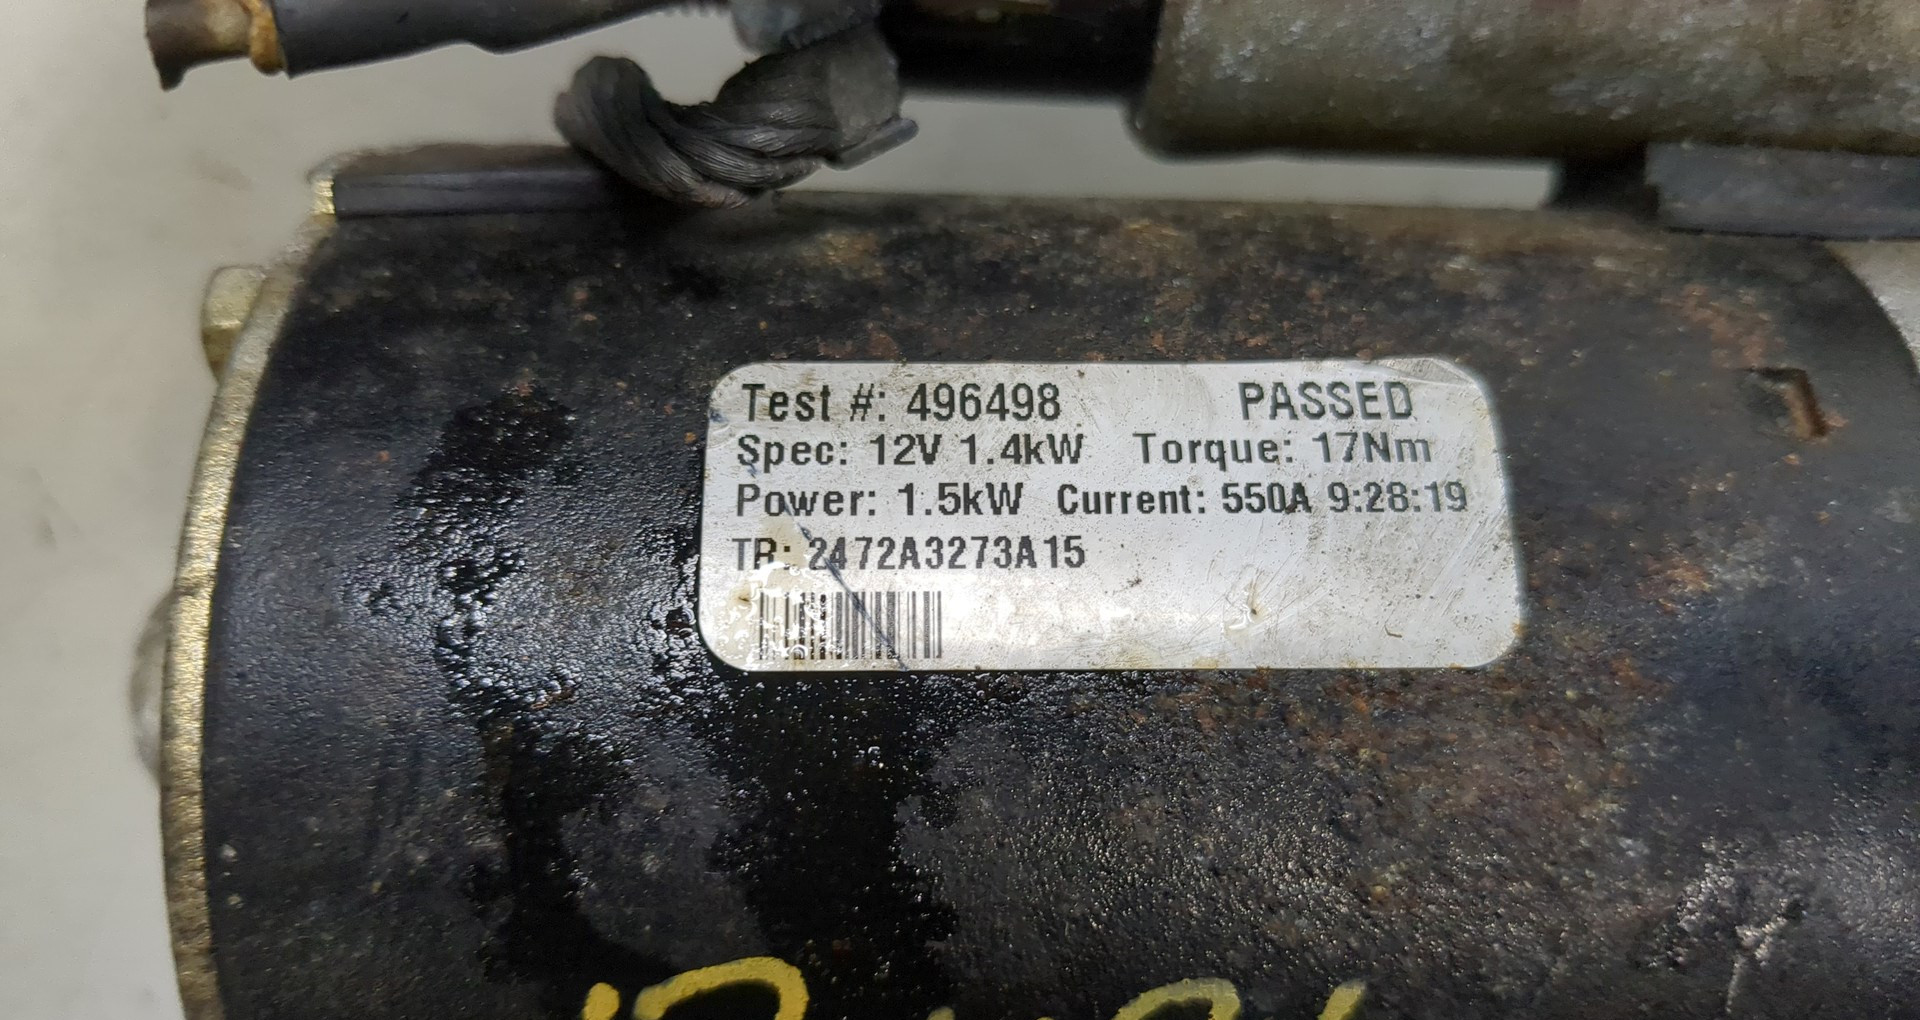 Test #: 496498 PASSED
Spec: 12V 1.4kW Torque: 17Nm
Power: 1.5kW Current: 550A 9:28:19
TR: 2472A3273A15